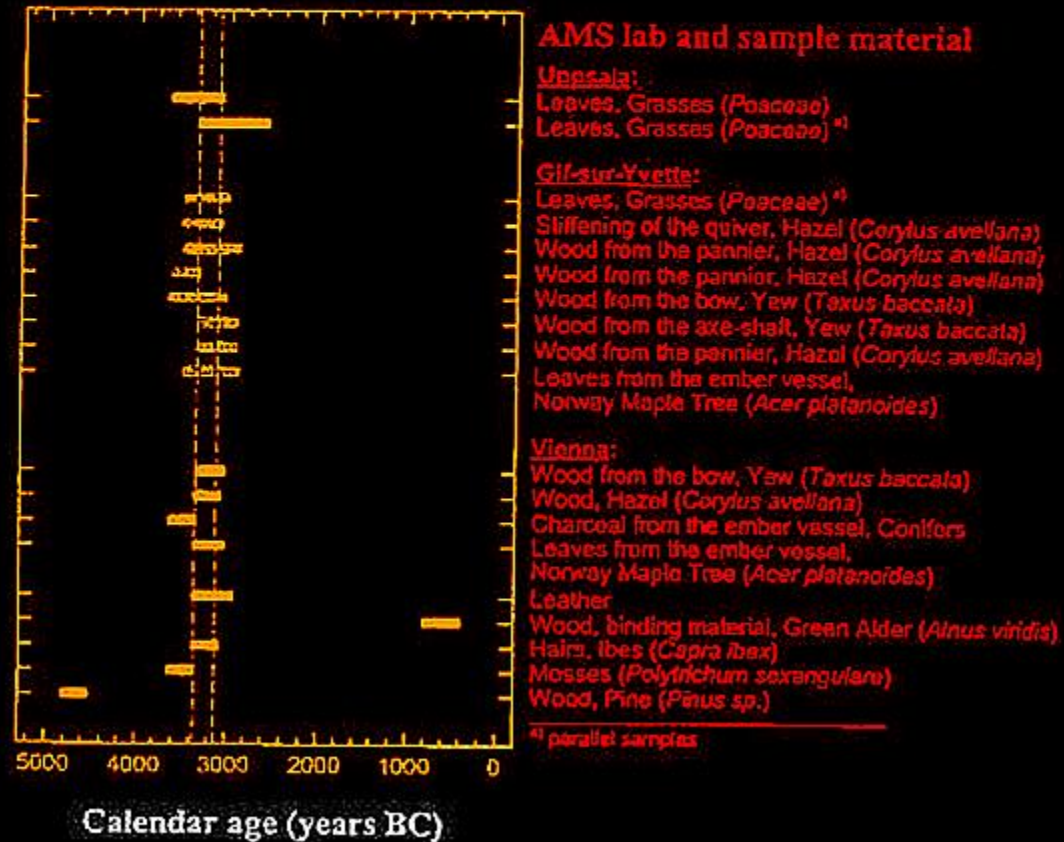 AMS lab and sample material
Uppsala:
Leaves, Grasses (Poaceae)
Leaves, Grasses (Poaceae) a)
Gif-sur-Yvette:
Leaves, Grasses (Poaceae) a)
Stiffening of the quiver, Hazel (Corylus avellana)
Wood from the pannier, Hazel (Corylus avellana)
Wood from the pannier, Hazel (Corylus avellana)
Wood from the bow, Yew (Taxus baccata)
Wood from the axe-shaft, Yew (Taxus baccata)
Wood from the pannier, Hazel (Corylus avellana)
Leaves from the ember vessel,
Norway Maple Tree (Acer platanoides)
Vienna:
Wood from the bow, Yew (Taxus baccata)
Wood, Hazel (Corylus avellana)
Charcoal from the ember vessel, Conifers
Leaves from the ember vessel,
Norway Maple Tree (Acer platanoides)
Leather
Wood, binding material, Green Alder (Alnus viridis)
Hairs, Ibex (Capra ibex)
Mosses (Polytrichum sexangulare)
Wood, Pine (Pinus sp.)
a) parallel samples
5000 4000 3000 2000 1000 0
Calendar age (years BC)